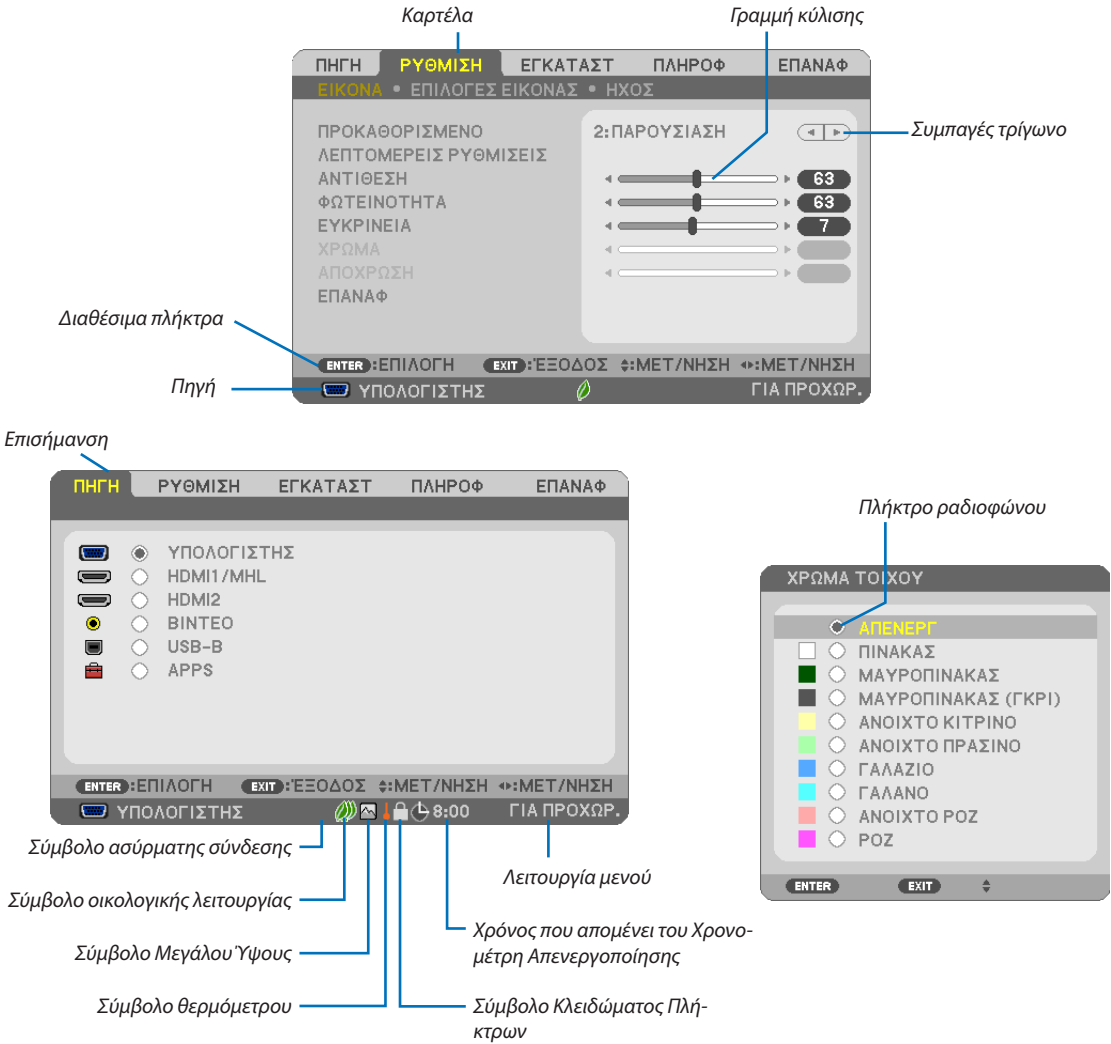 Καρτέλα
Γραμμή κύλισης
ΠΗΓΗ ΡΥΘΜΙΣΗ ΕΓΚΑΤΑΣΤ ΠΛΗΡΟΦ ΕΠΑΝΑΦ
ΕΙΚΟΝΑ • ΕΠΙΛΟΓΕΣ ΕΙΚΟΝΑΣ • ΗΧΟΣ
ΠΡΟΚΑΘΟΡΙΣΜΕΝΟ 2:ΠΑΡΟΥΣΙΑΣΗ
Συμπαγές τρίγωνο
ΛΕΠΤΟΜΕΡΕΙΣ ΡΥΘΜΙΣΕΙΣ
ΑΝΤΙΘΕΣΗ 63
ΦΩΤΕΙΝΟΤΗΤΑ 63
ΕΥΚΡΙΝΕΙΑ 7
ΧΡΩΜΑ
ΑΠΟΧΡΩΣΗ
ΕΠΑΝΑΦ
Διαθέσιμα πλήκτρα
ENTER :ΕΠΙΛΟΓΗ EXIT :ΈΞΟΔΟΣ :ΜΕΤ/ΝΗΣΗ :ΜΕΤ/ΝΗΣΗ
Πηγή
ΥΠΟΛΟΓΙΣΤΗΣ ΓΙΑ ΠΡΟΧΩΡ.
Επισήμανση
ΠΗΓΗ ΡΥΘΜΙΣΗ ΕΓΚΑΤΑΣΤ ΠΛΗΡΟΦ ΕΠΑΝΑΦ
ΥΠΟΛΟΓΙΣΤΗΣ
HDMI1/MHL
HDMI2
ΒΙΝΤΕΟ
USB-B
APPS
ENTER :ΕΠΙΛΟΓΗ EXIT :ΈΞΟΔΟΣ :ΜΕΤ/ΝΗΣΗ :ΜΕΤ/ΝΗΣΗ
ΥΠΟΛΟΓΙΣΤΗΣ 8:00 ΓΙΑ ΠΡΟΧΩΡ.
Πλήκτρο ραδιοφώνου
ΧΡΩΜΑ ΤΟΙΧΟΥ
ΑΠΕΝΕΡΓ
ΠΙΝΑΚΑΣ
ΜΑΥΡΟΠΙΝΑΚΑΣ
ΜΑΥΡΟΠΙΝΑΚΑΣ (ΓΚΡΙ)
ΑΝΟΙΧΤΟ ΚΙΤΡΙΝΟ
ΑΝΟΙΧΤΟ ΠΡΑΣΙΝΟ
ΓΑΛΑΖΙΟ
ΓΑΛΑΝΟ
ΑΝΟΙΧΤΟ ΡΟΖ
ΡΟΖ
ENTER EXIT
Σύμβολο ασύρματης σύνδεσης
Λειτουργία μενού
Σύμβολο οικολογικής λειτουργίας
Χρόνος που απομένει του Χρονο-
μέτρη Απενεργοποίησης
Σύμβολο Μεγάλου Ύψους
Σύμβολο θερμόμετρου
Σύμβολο Κλειδώματος Πλή-
κτρων